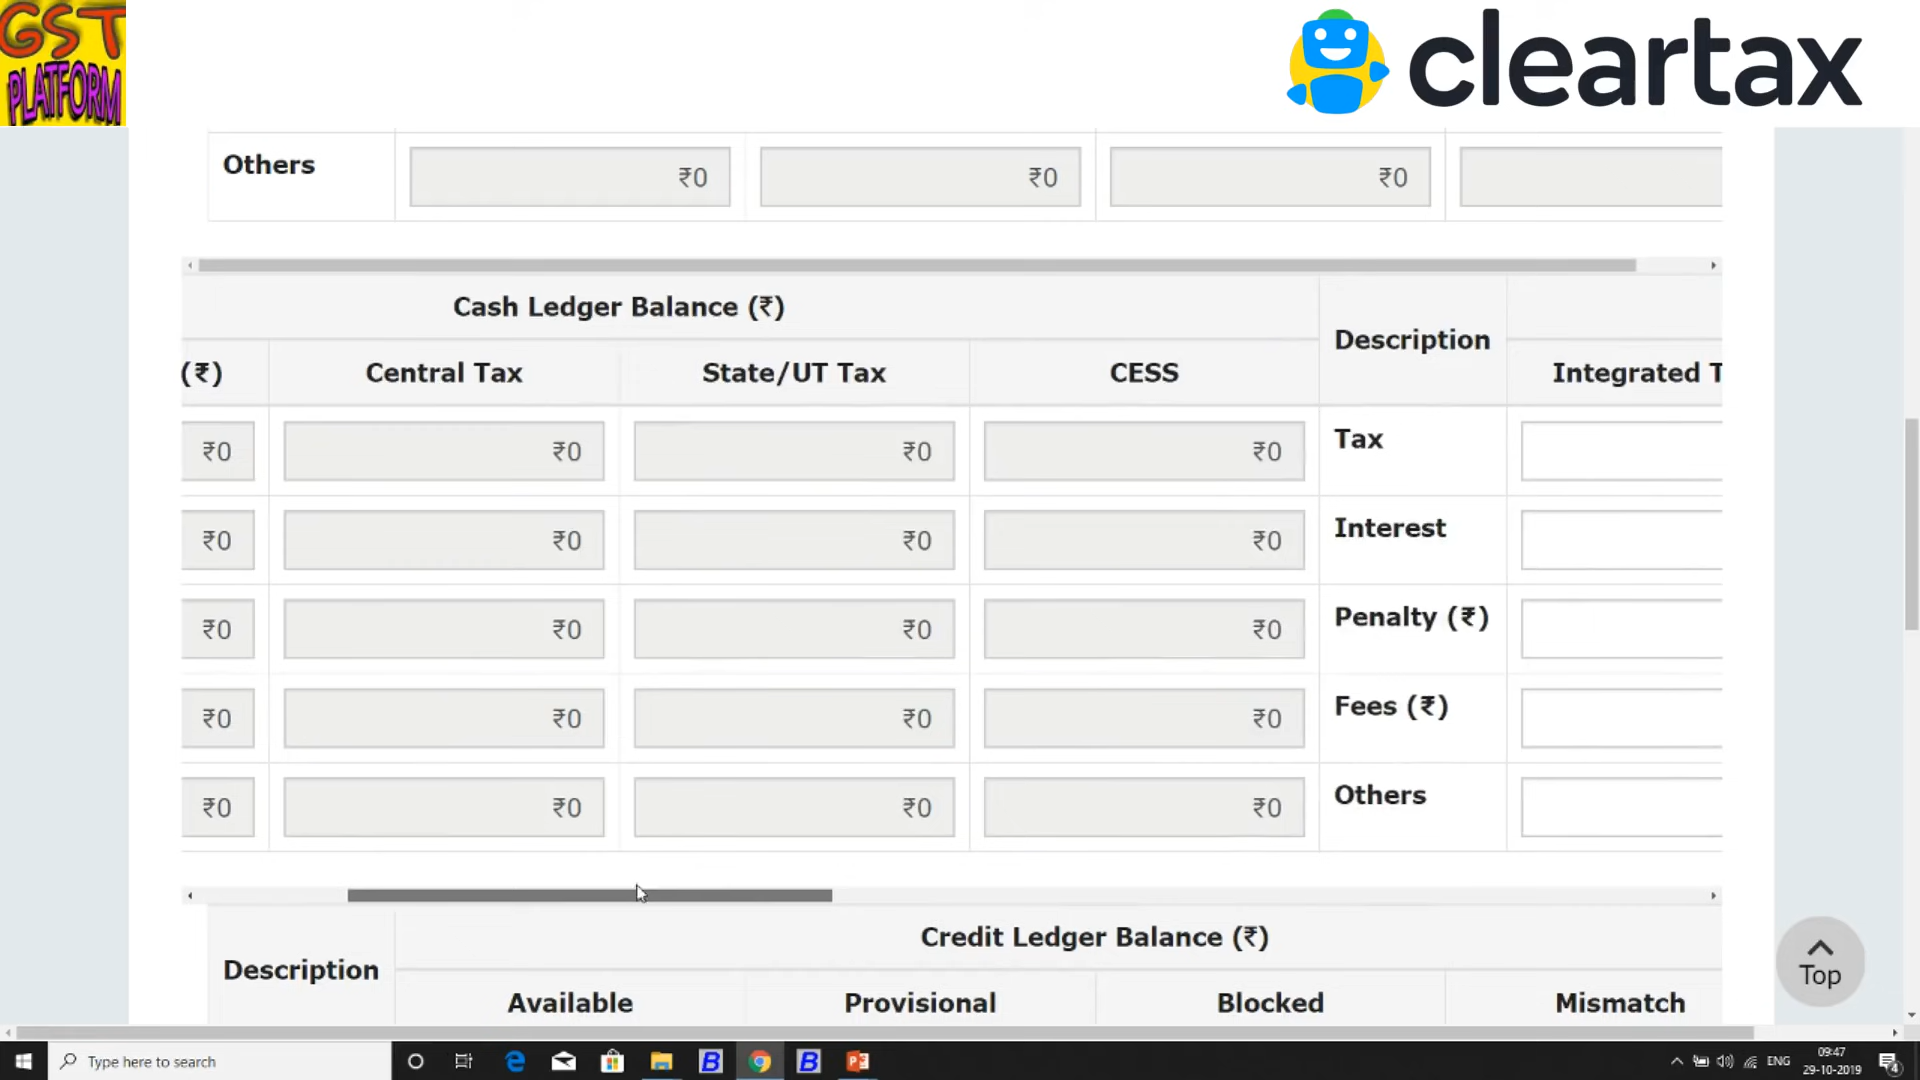 GST
PLATFORM
cleartax
Others ₹0 ₹0 ₹0
Cash Ledger Balance (₹) Description
(₹) Central Tax State/UT Tax CESS Integrated T
₹0 ₹0 ₹0 ₹0 Tax
₹0 ₹0 ₹0 ₹0 Interest
₹0 ₹0 ₹0 ₹0 Penalty (₹)
₹0 ₹0 ₹0 ₹0 Fees (₹)
₹0 ₹0 ₹0 ₹0 Others
Credit Ledger Balance (₹)
Description
Available Provisional Blocked Mismatch
Top
Type here to search
ENG
09:47
29-10-2019
4